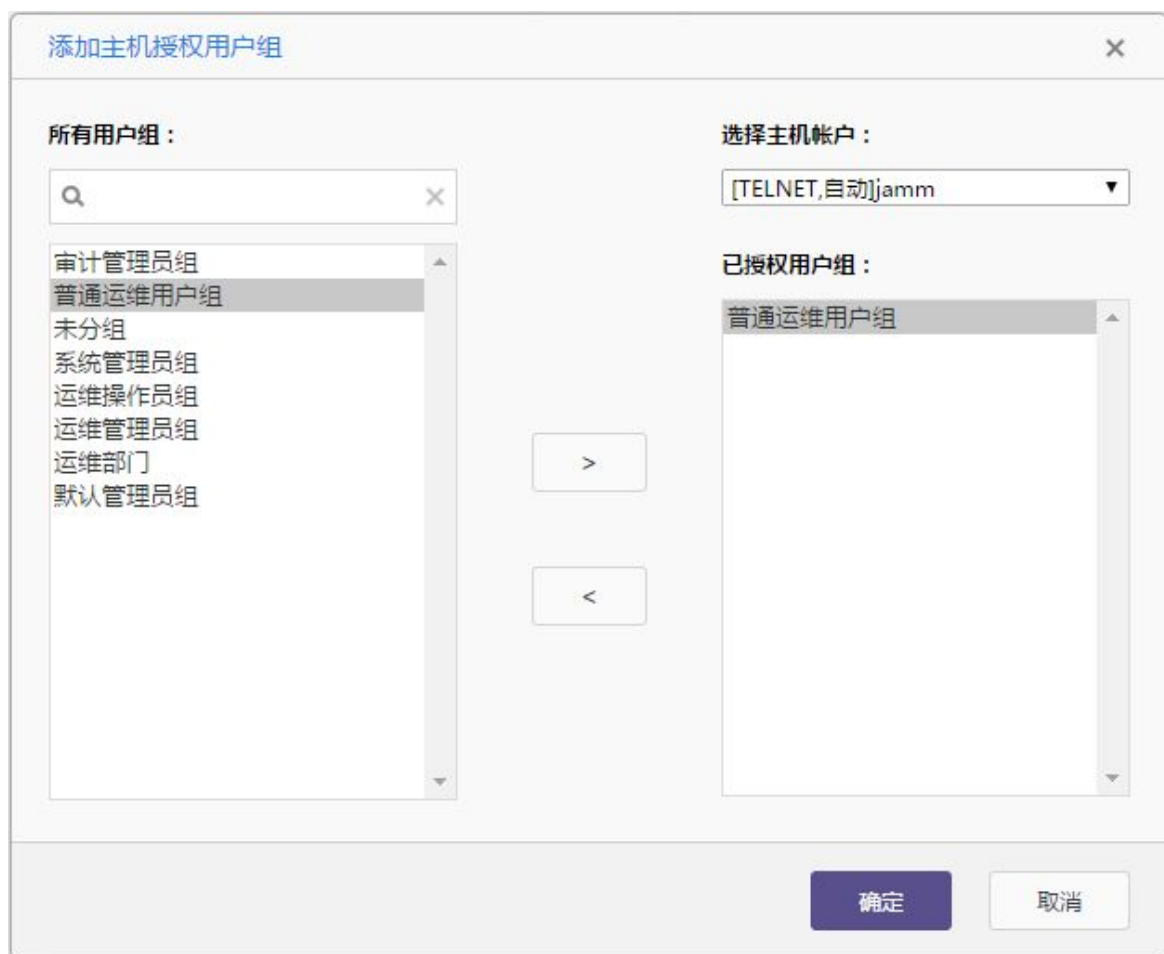 添加主机授权用户组
所有用户组：
审计管理员组
普通运维用户组
未分组
系统管理员组
运维操作员组
运维管理员组
运维部门
默认管理员组
>
<
选择主机帐户：
[TELNET,自动]jamm
已授权用户组：
普通运维用户组
确定
取消